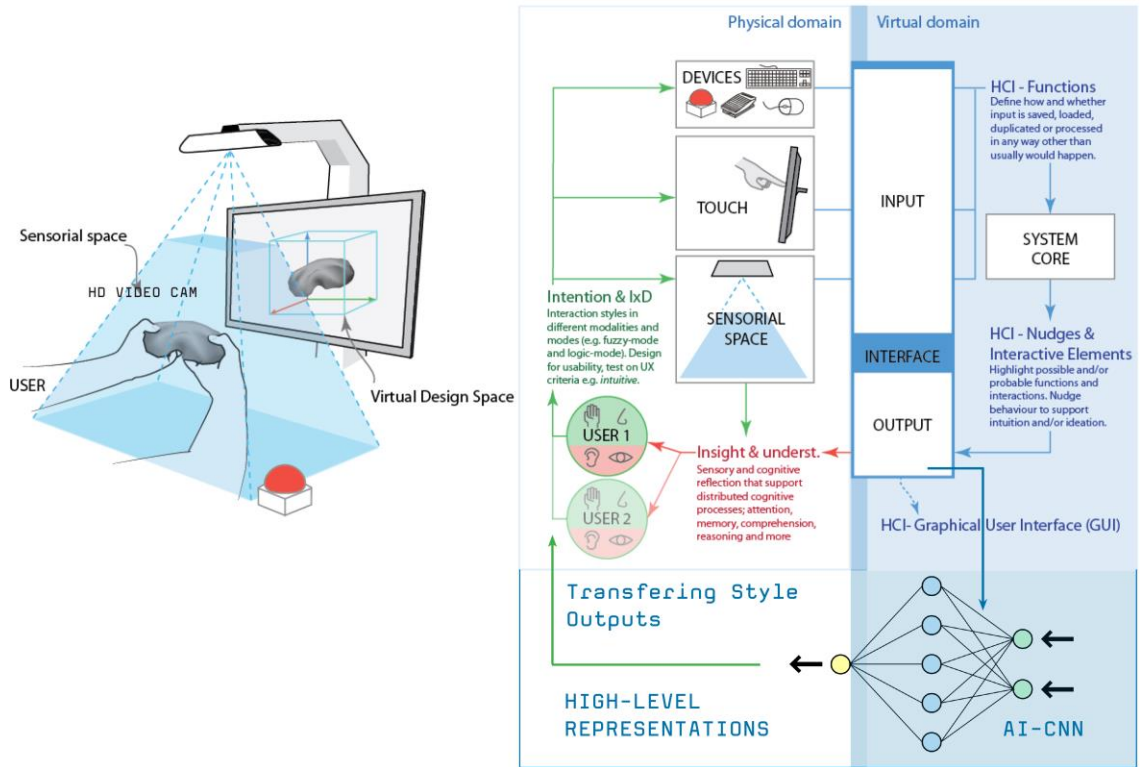 Sensorial space
HD VIDEO CAM
USER
Virtual Design Space
Physical domain
Virtual domain
DEVICES
TOUCH
SENSORIAL
SPACE
Intention & IxD
Interaction styles in
different modalities and
modes (e.g. fuzzy-mode
and logic-mode). Design
for usability, test on UX
criteria e.g. intuitive.
USER 1
USER 2
Insight & underst.
Sensory and cognitive
reflection that support
distributed cognitive
processes; attention,
memory, comprehension,
reasoning and more
INPUT
INTERFACE
OUTPUT
HCI - Functions
Define how and whether
input is saved, loaded,
duplicated or processed
in any way other than
usually would happen.
SYSTEM
CORE
HCI - Nudges &
Interactive Elements
Highlight possible and/or
probable functions and
interactions. Nudge
behaviour to support
intuition and/or ideation.
HCI- Graphical User Interface (GUI)
Transfering Style
Outputs
HIGH-LEVEL
REPRESENTATIONS
AI-CNN